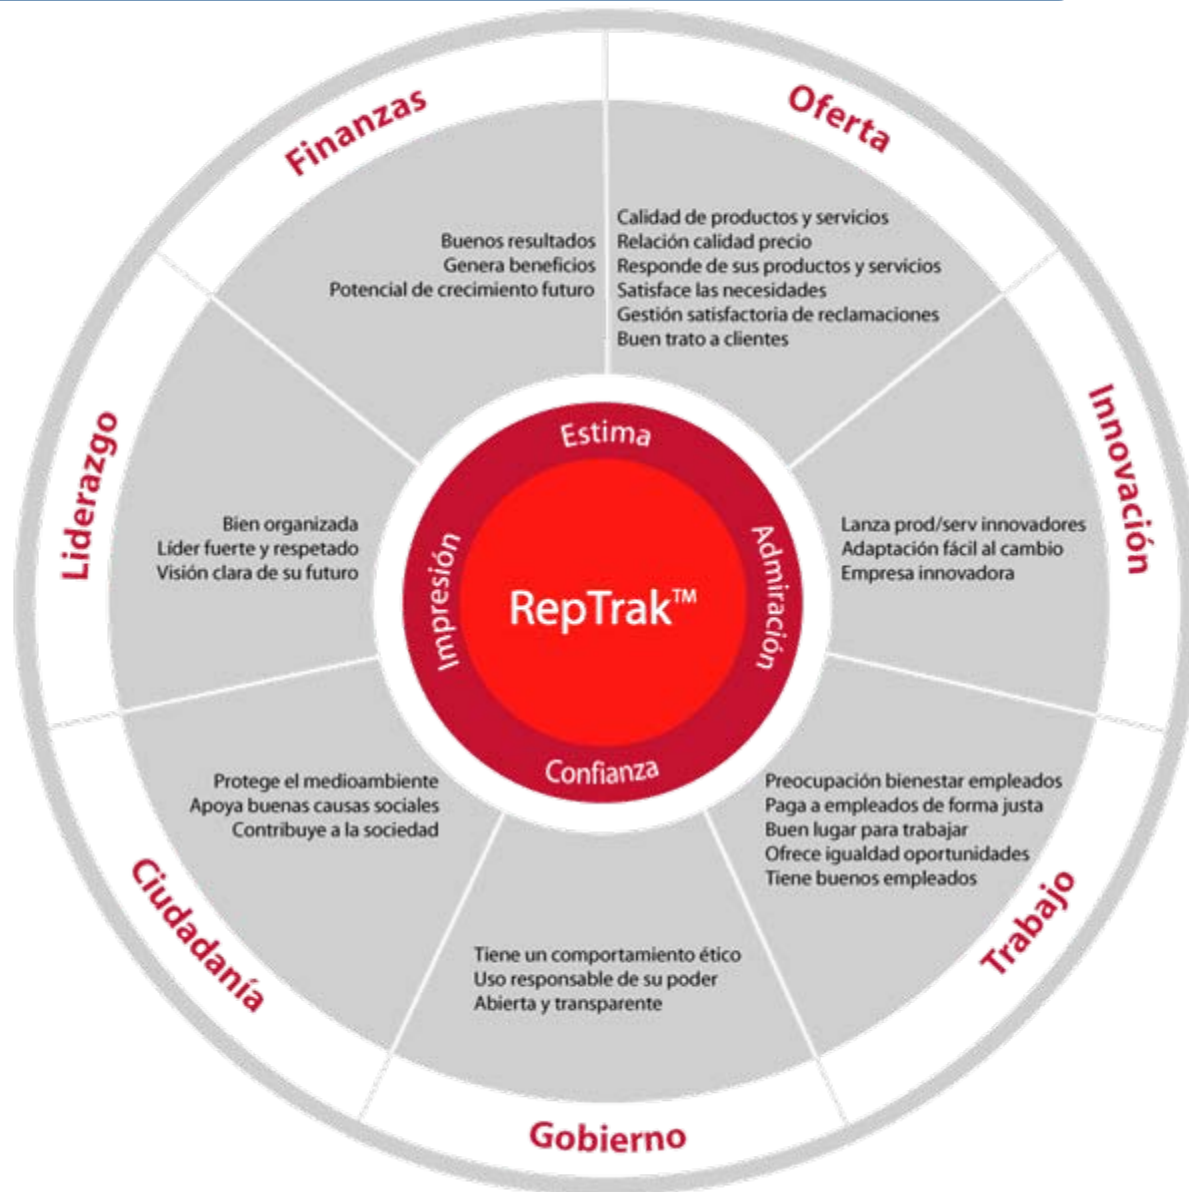 Finanzas
Buenos resultados
Genera beneficios
Potencial de crecimiento futuro
Oferta
Calidad de productos y servicios
Relación calidad precio
Responde de sus productos y servicios
Satisface las necesidades
Gestión satisfactoria de reclamaciones
Buen trato a clientes
Innovación
Lanza prod/serv innovadores
Adaptación fácil al cambio
Empresa innovadora
Trabajo
Preocupación bienestar empleados
Paga a empleados de forma justa
Buen lugar para trabajar
Ofrece igualdad oportunidades
Tiene buenos empleados
Gobierno
Tiene un comportamiento ético
Uso responsable de su poder
Abierta y transparente
Ciudadanía
Protege el medioambiente
Apoya buenas causas sociales
Contribuye a la sociedad
Liderazgo
Bien organizada
Líder fuerte y respetado
Visión clara de su futuro
Estima
Admiración
Confianza
Impresión
RepTrak™